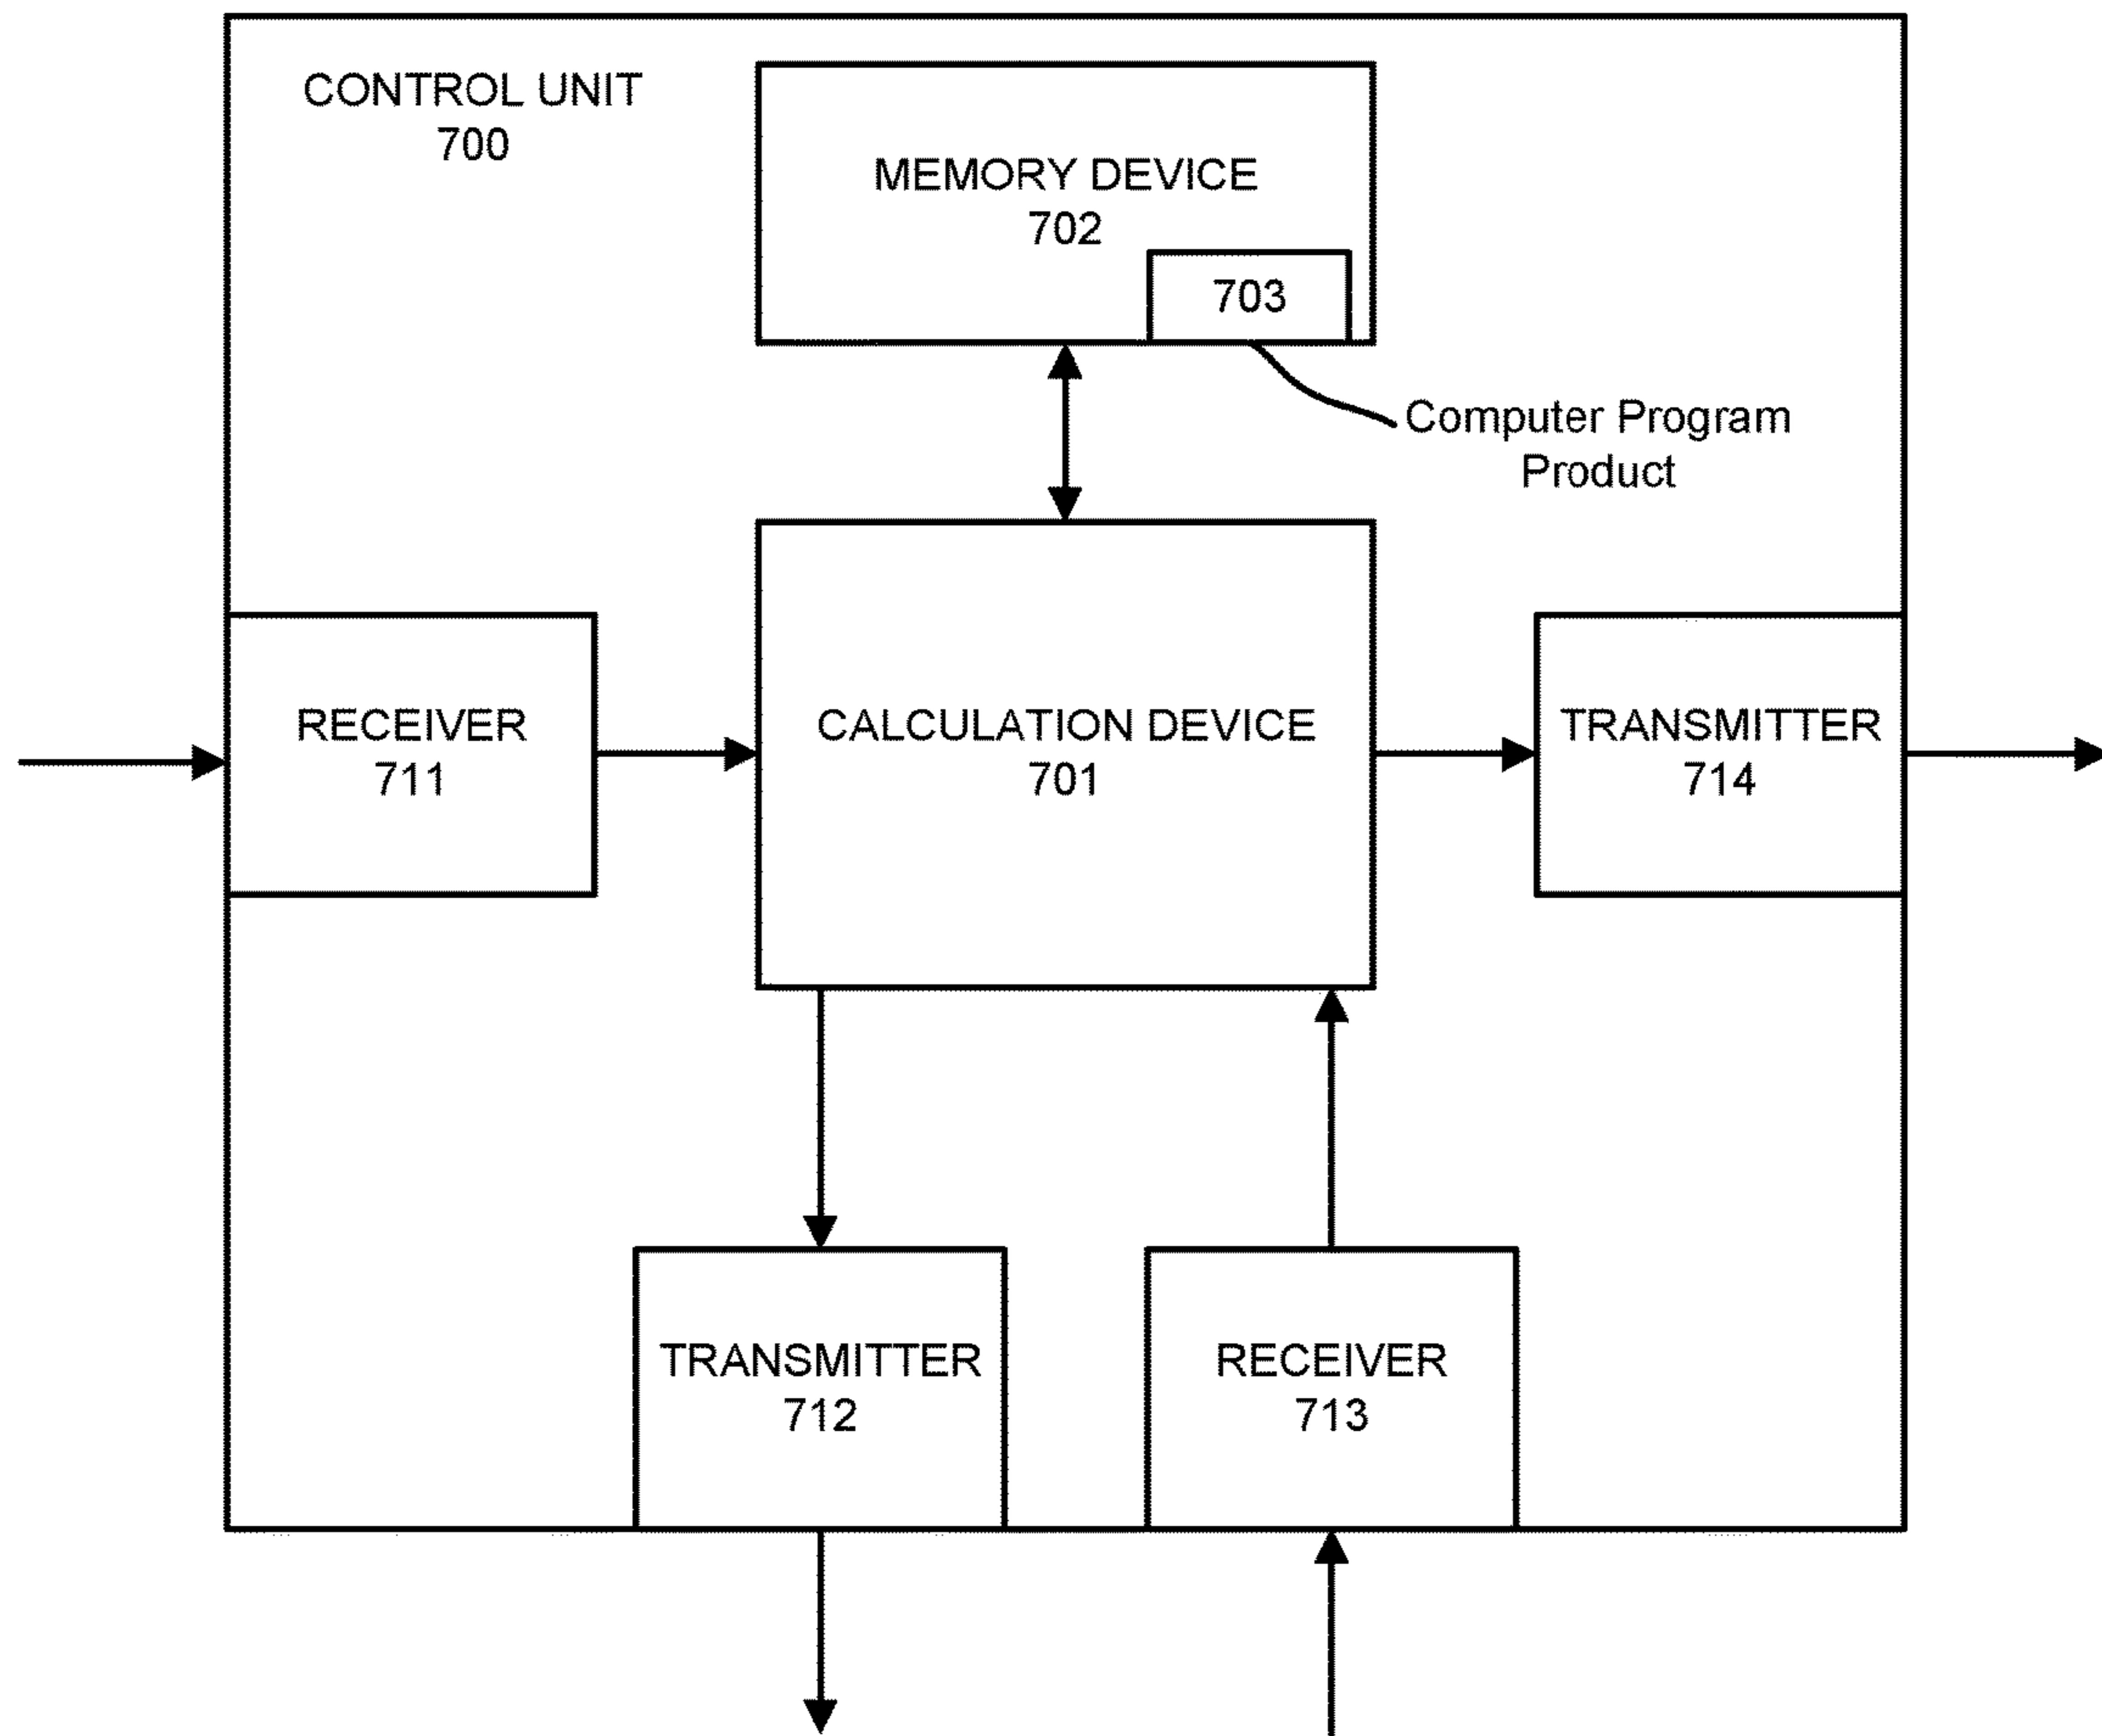 CONTROL UNIT
700
MEMORY DEVICE
702
703
Computer Program
Product
RECEIVER
711
CALCULATION DEVICE
701
TRANSMITTER
714
TRANSMITTER
712
RECEIVER
713